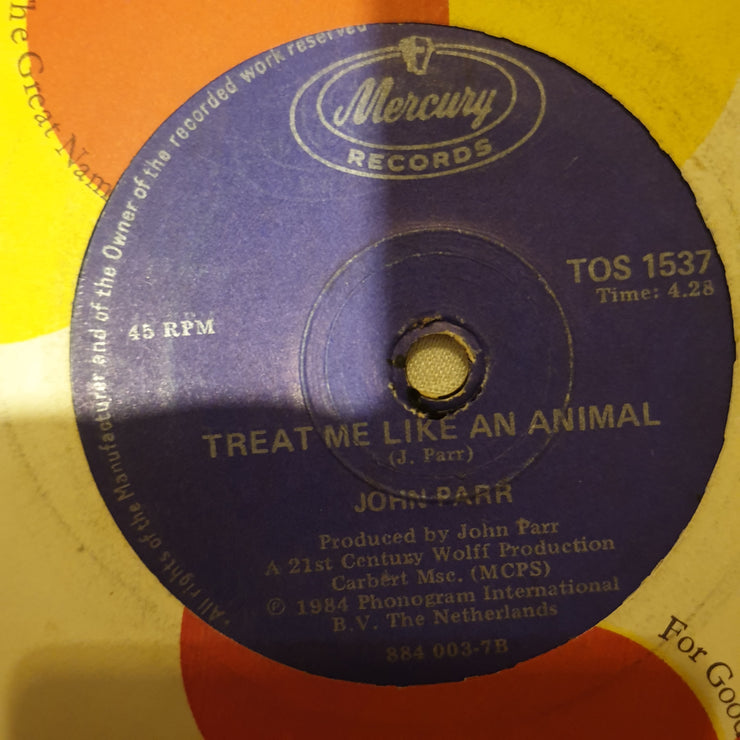 The Great Nam
·All rights of the Manufacturer and of the Owner of the recorded work reserved
Mercury
RECORDS
TOS 1537
Time: 4.28
45 RPM
TREAT ME LIKE AN ANIMAL
(J. Parr)
JOHN PARR
Produced by John Parr
A 21st Century Wolff Production
Carbert Msc. (MCPS)
℗ 1984 Phonogram International
B.V. The Netherlands
884 003-7B
For Good